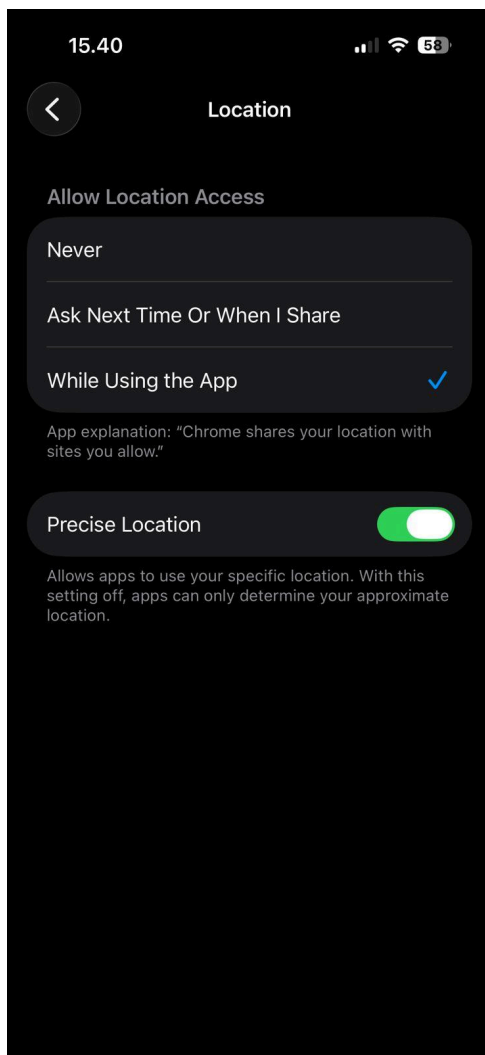 15.40
58
Location
Allow Location Access
Never
Ask Next Time Or When I Share
While Using the App
App explanation: “Chrome shares your location with
sites you allow.”
Precise Location
Allows apps to use your specific location. With this
setting off, apps can only determine your approximate
location.